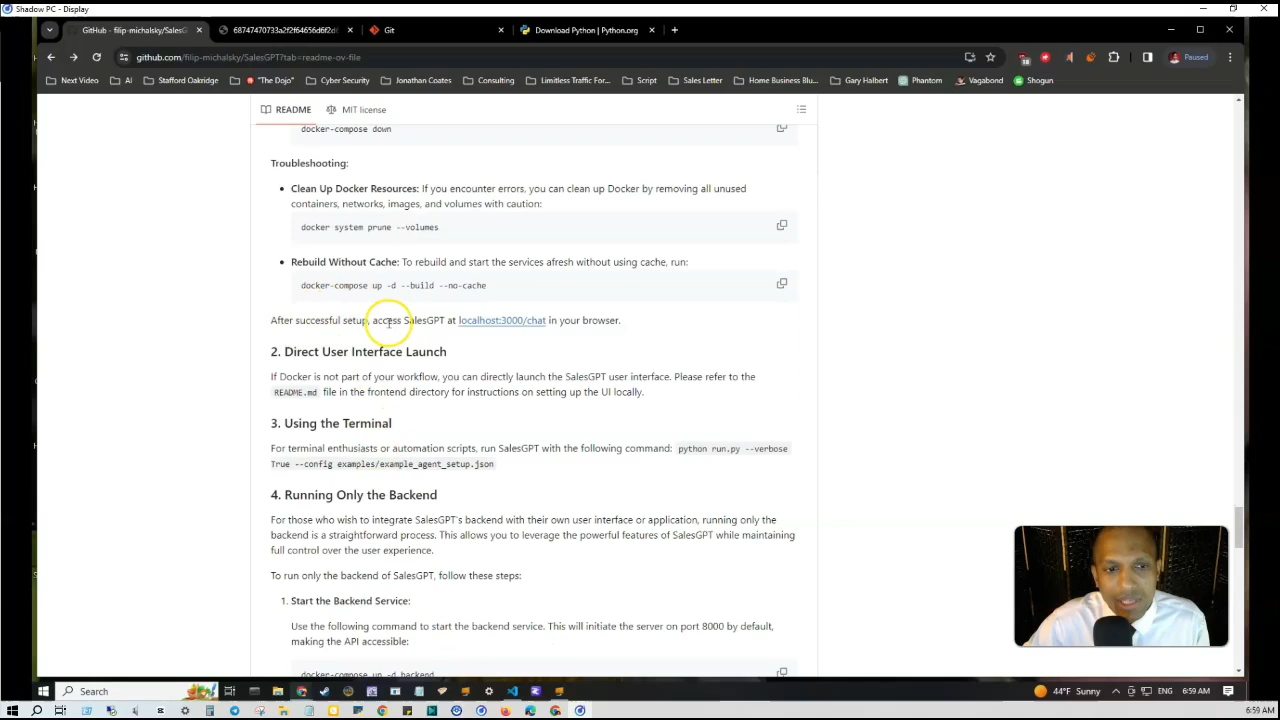 Shadow PC - Display
GitHub - filip-michalsky/SalesG
68747470733a2f2f64656d6f2d
Git
Download Python | Python.org
github.com/filip-michalsky/SalesGPT?tab=readme-ov-file
18
Paused
Next Video
AI
Stafford Oakridge
"The Dojo"
Cyber Security
Jonathan Coates
Consulting
Limitless Traffic For...
Script
Sales Letter
Home Business Blu...
Gary Halbert
Phantom
Vagabond
Shogun
README
MIT license
docker-compose down
Troubleshooting:
Clean Up Docker Resources: If you encounter errors, you can clean up Docker by removing all unused
containers, networks, images, and volumes with caution:
docker system prune --volumes
Rebuild Without Cache: To rebuild and start the services afresh without using cache, run:
docker-compose up -d --build --no-cache
After successful setup, access SalesGPT at localhost:3000/chat in your browser.
2. Direct User Interface Launch
If Docker is not part of your workflow, you can directly launch the SalesGPT user interface. Please refer to the
README.md file in the frontend directory for instructions on setting up the UI locally.
3. Using the Terminal
For terminal enthusiasts or automation scripts, run SalesGPT with the following command: python run.py --verbose
True --config examples/example_agent_setup.json
4. Running Only the Backend
For those who wish to integrate SalesGPT's backend with their own user interface or application, running only the
backend is a straightforward process. This allows you to leverage the powerful features of SalesGPT while maintaining
full control over the user experience.
To run only the backend of SalesGPT, follow these steps:
1. Start the Backend Service:
Use the following command to start the backend service. This will initiate the server on port 8000 by default,
making the API accessible:
docker-compose up -d backend
Search
44°F Sunny
ENG
6:59 AM
6:59 AM